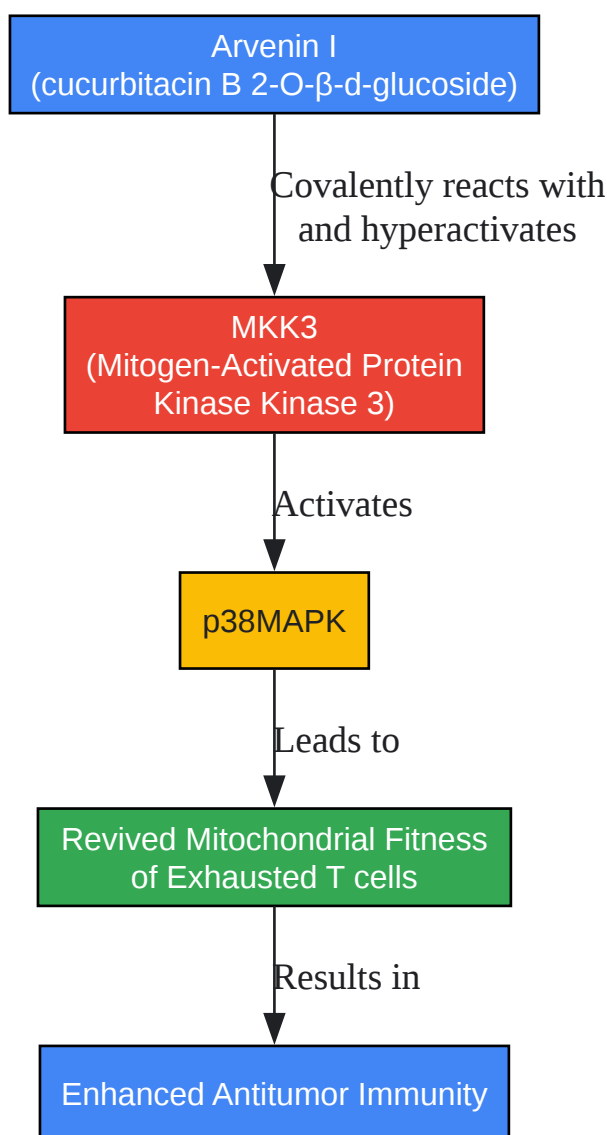 Arvenin I
(cucurbitacin B 2-O-β-d-glucoside)
Covalently reacts with
and hyperactivates
MKK3
(Mitogen-Activated Protein
Kinase Kinase 3)
Activates
p38MAPK
Leads to
Revived Mitochondrial Fitness
of Exhausted T cells
Results in
Enhanced Antitumor Immunity